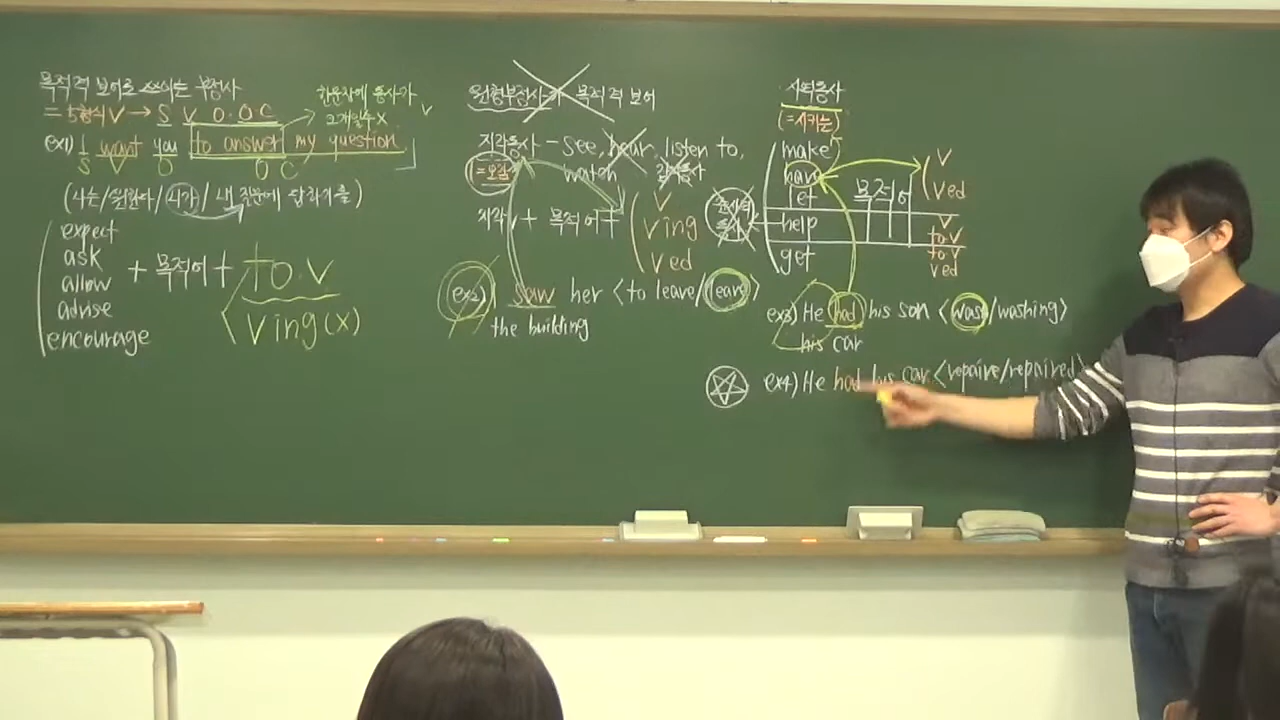 목적격 보어로 쓰이는 부정사
= 5형식 V → S V O. O.C
한문장에 동사가
2개일수 X
V
ex1) I want you to answer my question.
S V O O C
(나는/원한다/네가/ 내 질문에 답하기를)
expect
ask
allow
advise
encourage
+ 목적어 +
to.V
Ving(X)
원형부정사 목적격 보어
지각동사 - See, hear, listen to,
watch
(=오감)
지각 + 목적어 +
V
Ving
Ved
ex2) I saw her <to leave/leave>
the building
사역동사
(=시키는)
make
have
let
help
get
목적어
V
Ved
V
to.V
to.V
Ved
ex3) He had his son <wash/washing>
his car
ex4) He had his car <repaire/repaired>